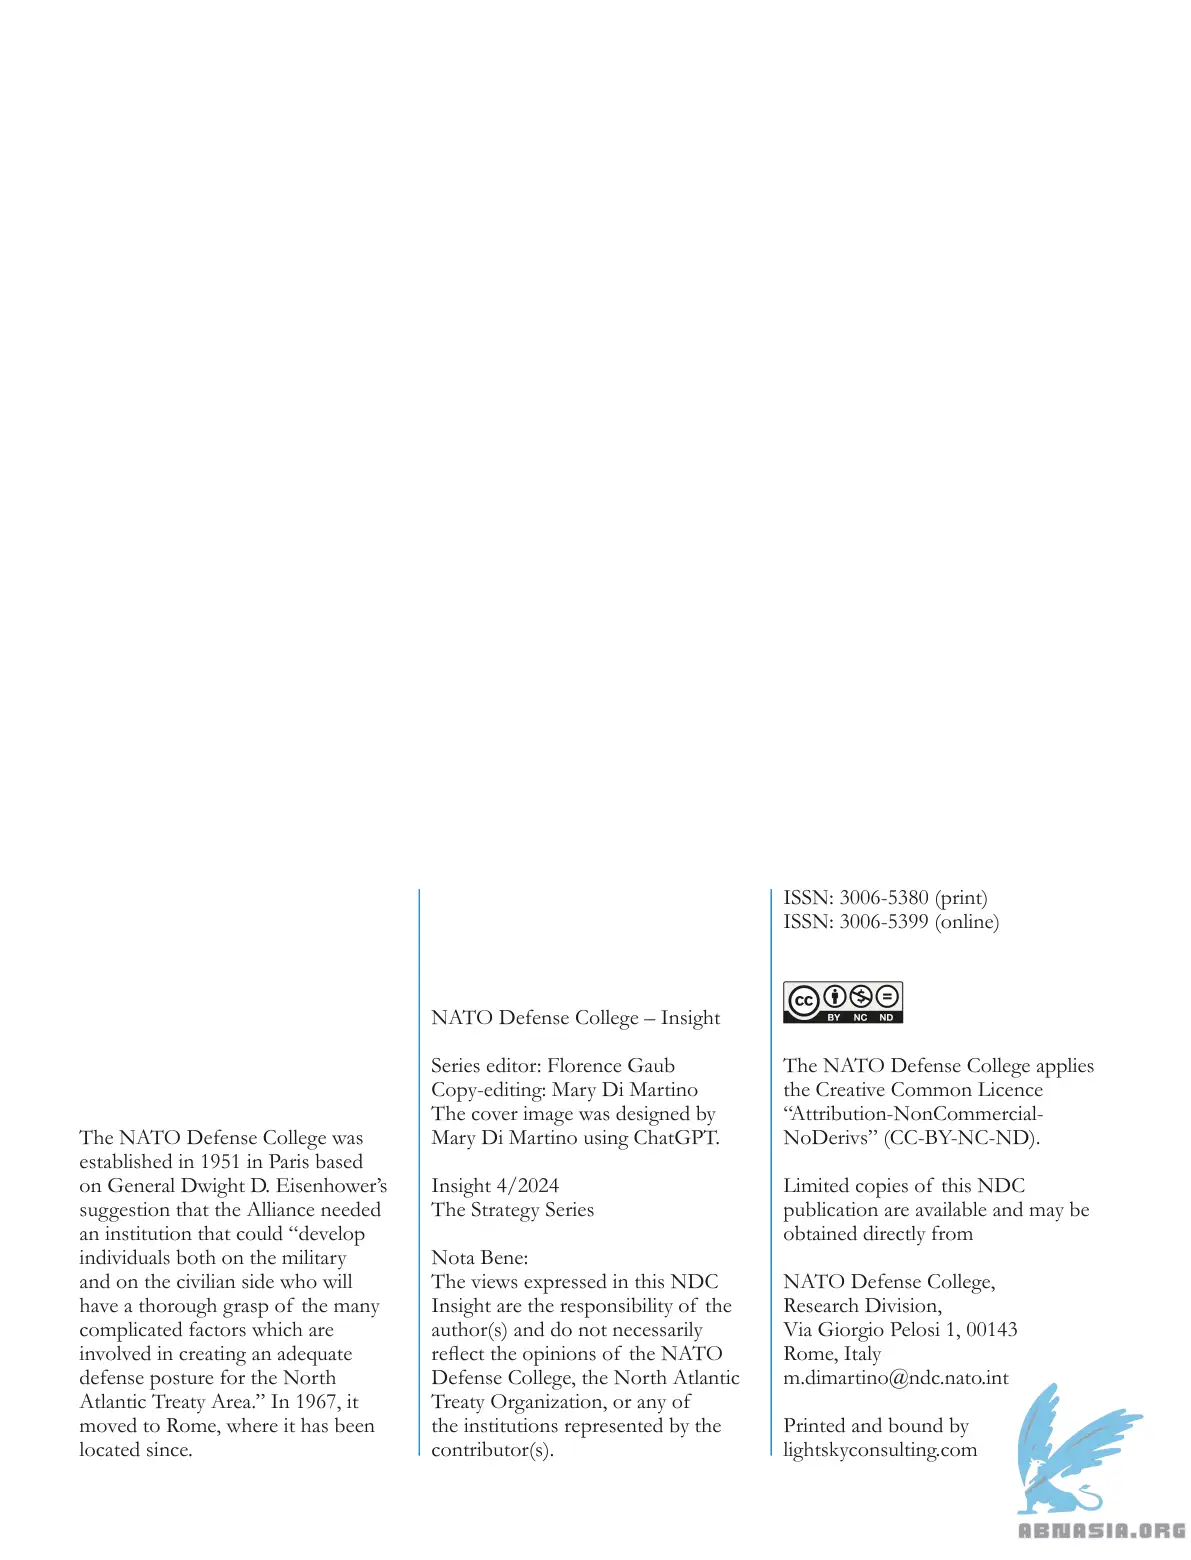 The NATO Defense College was
established in 1951 in Paris based
on General Dwight D. Eisenhower's
suggestion that the Alliance needed
an institution that could “develop
individuals both on the military
and on the civilian side who will
have a thorough grasp of the many
complicated factors which are
involved in creating an adequate
defense posture for the North
Atlantic Treaty Area.” In 1967, it
moved to Rome, where it has been
located since.
NATO Defense College – Insight
Series editor: Florence Gaub
Copy-editing: Mary Di Martino
The cover image was designed by
Mary Di Martino using ChatGPT.
Insight 4/2024
The Strategy Series
Nota Bene:
The views expressed in this NDC
Insight are the responsibility of the
author(s) and do not necessarily
reflect the opinions of the NATO
Defense College, the North Atlantic
Treaty Organization, or any of
the institutions represented by the
contributor(s).
ISSN: 3006-5380 (print)
ISSN: 3006-5399 (online)
cc
BY NC ND
The NATO Defense College applies
the Creative Common Licence
“Attribution-NonCommercial-
NoDerivs” (CC-BY-NC-ND).
Limited copies of this NDC
publication are available and may be
obtained directly from
NATO Defense College,
Research Division,
Via Giorgio Pelosi 1, 00143
Rome, Italy
m.dimartino@ndc.nato.int
Printed and bound by
lightskyconsulting.com
ABNASIA.ORG